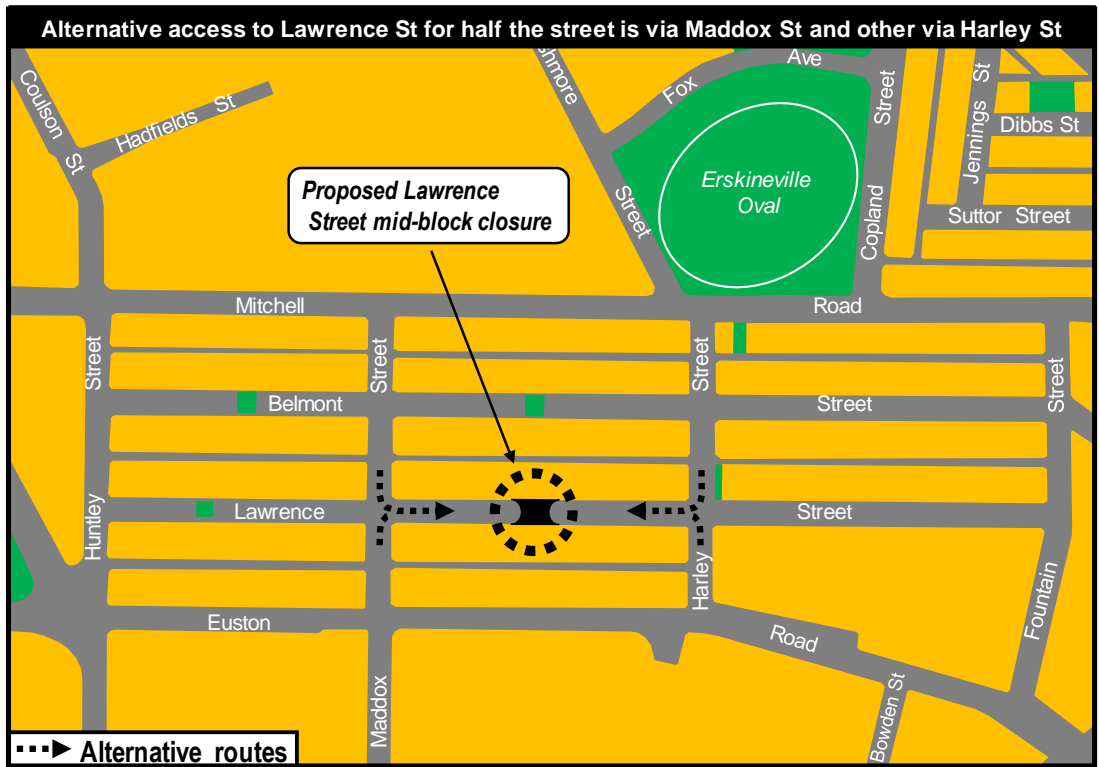 Alternative access to Lawrence St for half the street is via Maddox St and other via Harley St
Coulson
St
Hadfields St
shmore
Street
Fox
Ave
Copland
Street
Jennings St
Dibbs St
Suttor Street
Erskineville
Oval
Proposed Lawrence
Street mid-block closure
Mitchell
Road
Huntley
Street
Street
Street
Street
Belmont
Street
Lawrence
Street
Harley
Fountain
Euston
Road
Maddox
Bowden St
Alternative routes